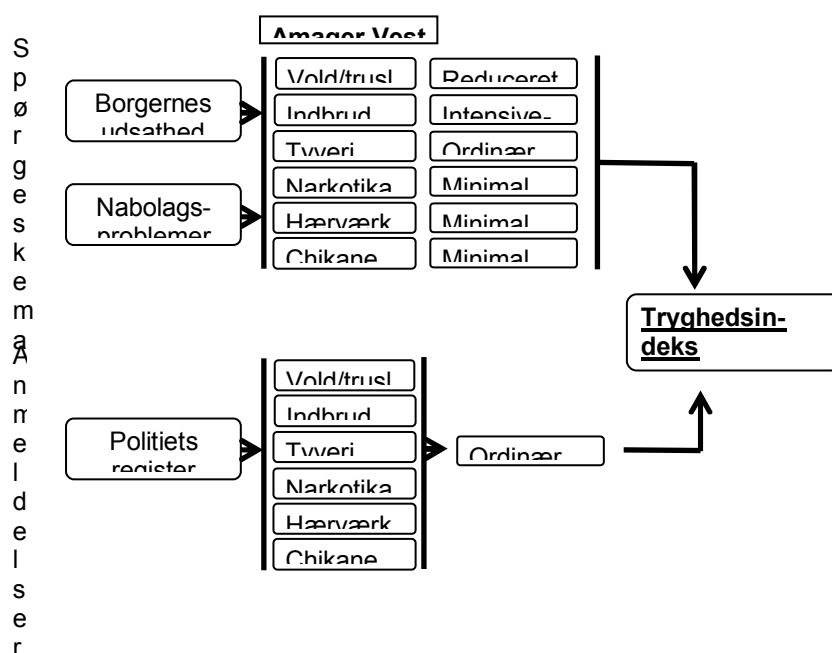 Spørgeskema
Amager Vest
Borgernes
udsathed
Nabolags-
problemer
Vold/trusl
Indbrud
Tyveri
Narkotika
Hærværk
Chikane
Reduceret
Intensive-
Ordinær
Minimal
Minimal
Minimal
Tryghedsin-
deks
Anmeldelser
Politiets
register
Vold/trusl
Indbrud
Tyveri
Narkotika
Hærværk
Chikane
Ordinær